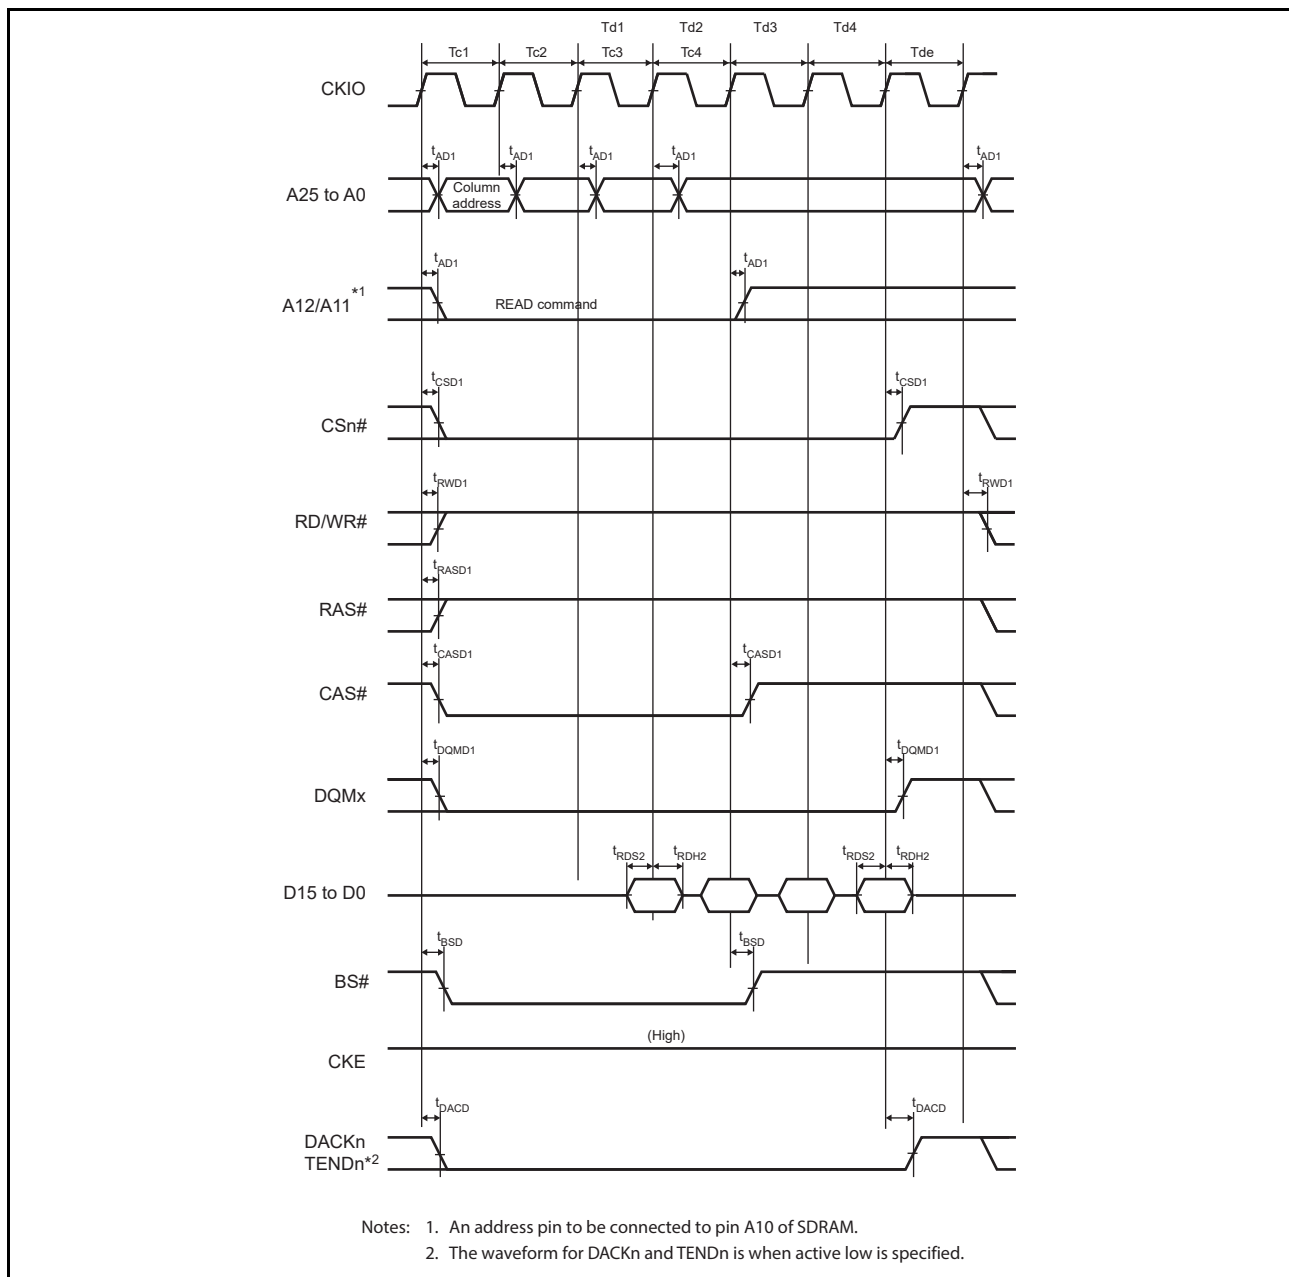 Td1 Td2 Td3 Td4
Tc1 Tc2 Tc3 Tc4 Tde
CKIO
tAD1 tAD1 tAD1 tAD1 tAD1
A25 to A0
Column
address
tAD1 tAD1
A12/A11 *1
READ command
tCSD1 tCSD1
CSn#
tRWD1 tRWD1
RD/WR#
tRASD1
RAS#
tCASD1 tCASD1
CAS#
tDQMD1 tDQMD1
DQMx
tRDS2 tRDH2 tRDS2 tRDH2
D15 to D0
tBSD tBSD
BS#
(High)
CKE
tDACD tDACD
DACKn
TENDn*2
Notes: 1. An address pin to be connected to pin A10 of SDRAM.
2. The waveform for DACKn and TENDn is when active low is specified.